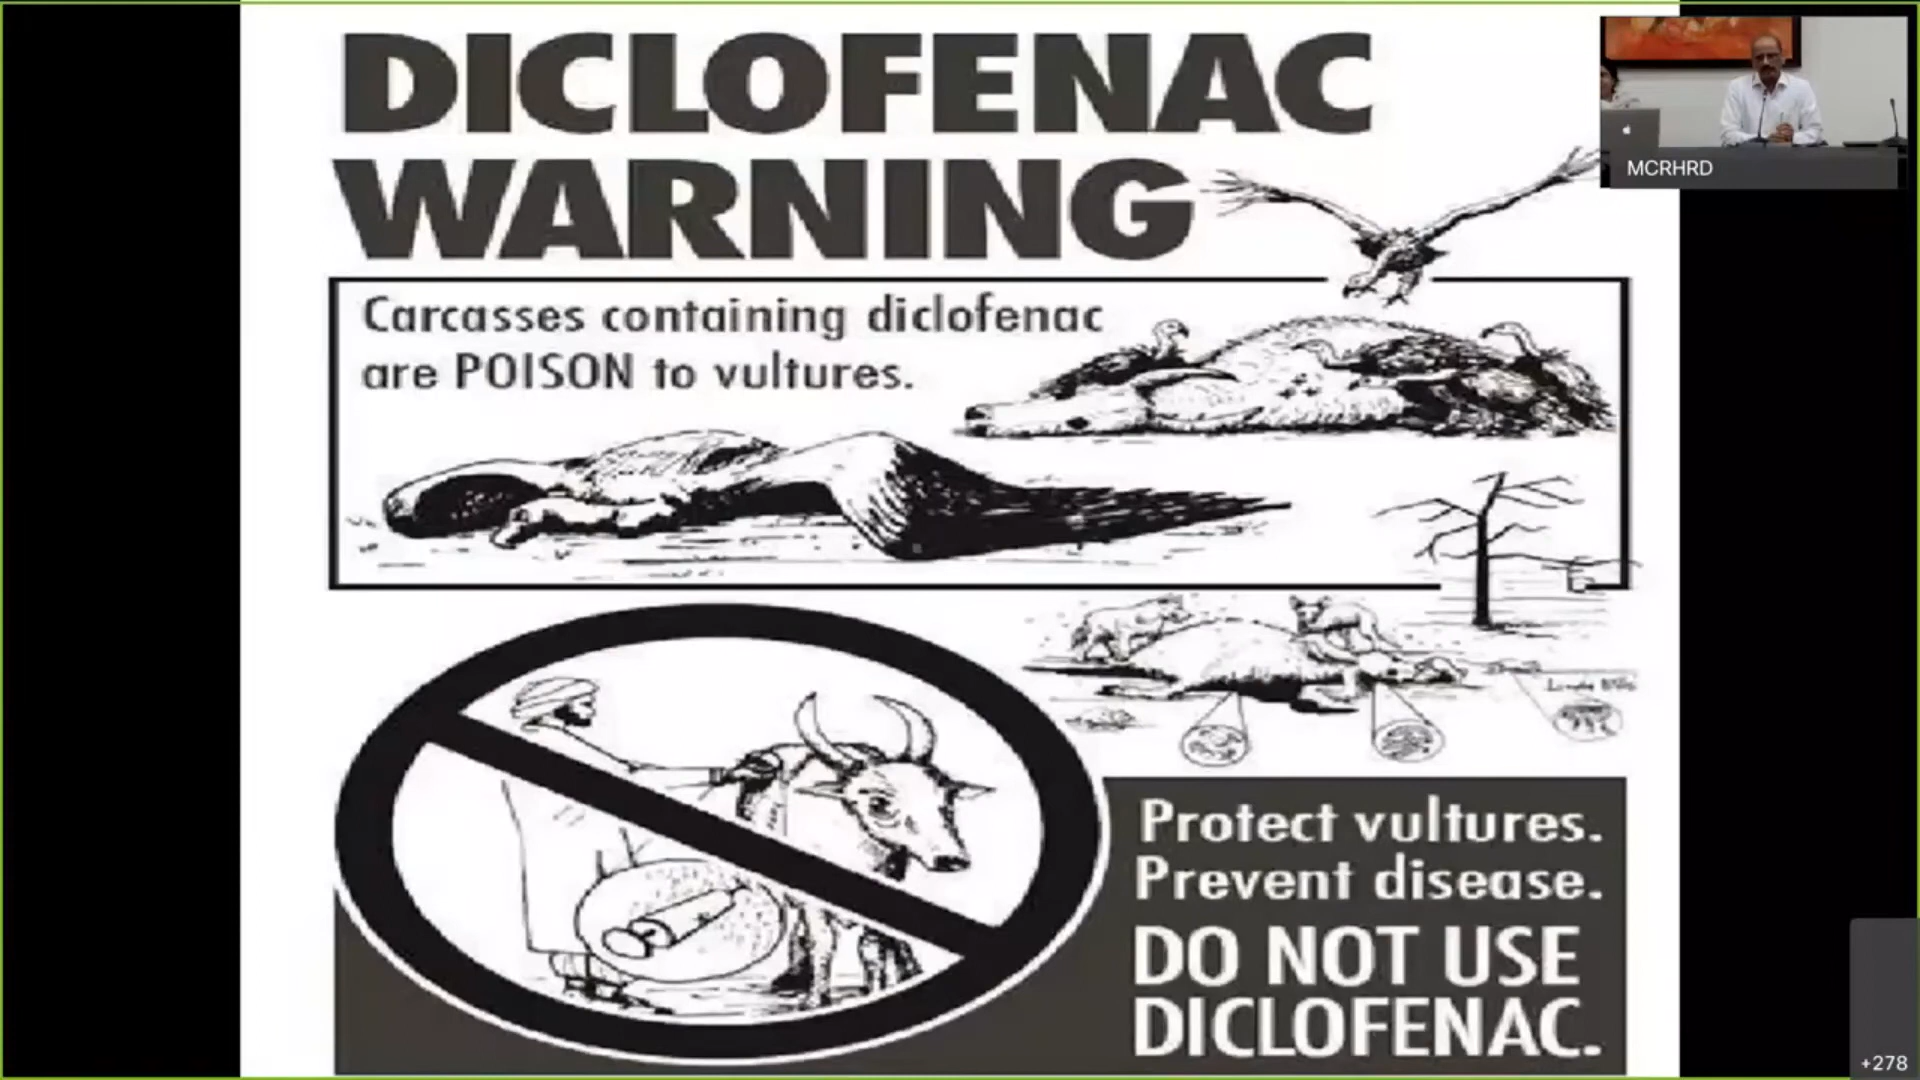 DICLOFENAC
WARNING
Carcasses containing diclofenac
are POISON to vultures.
Protect vultures.
Prevent disease.
DO NOT USE
DICLOFENAC.
MCRHRD
+278